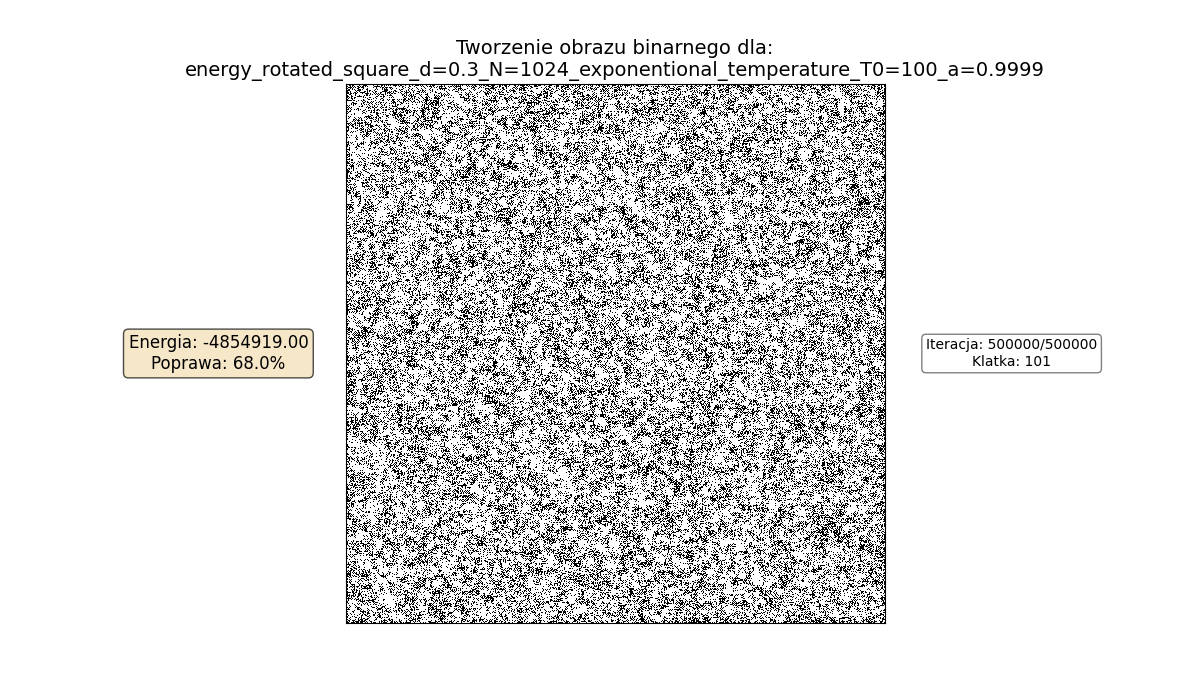 Tworzenie obrazu binarnego dla:
energy_rotated_square_d=0.3_N=1024_exponentional_temperature_T0=100_a=0.9999
Energia: -4854919.00
Poprawa: 68.0%
Iteracja: 500000/500000
Klatka: 101